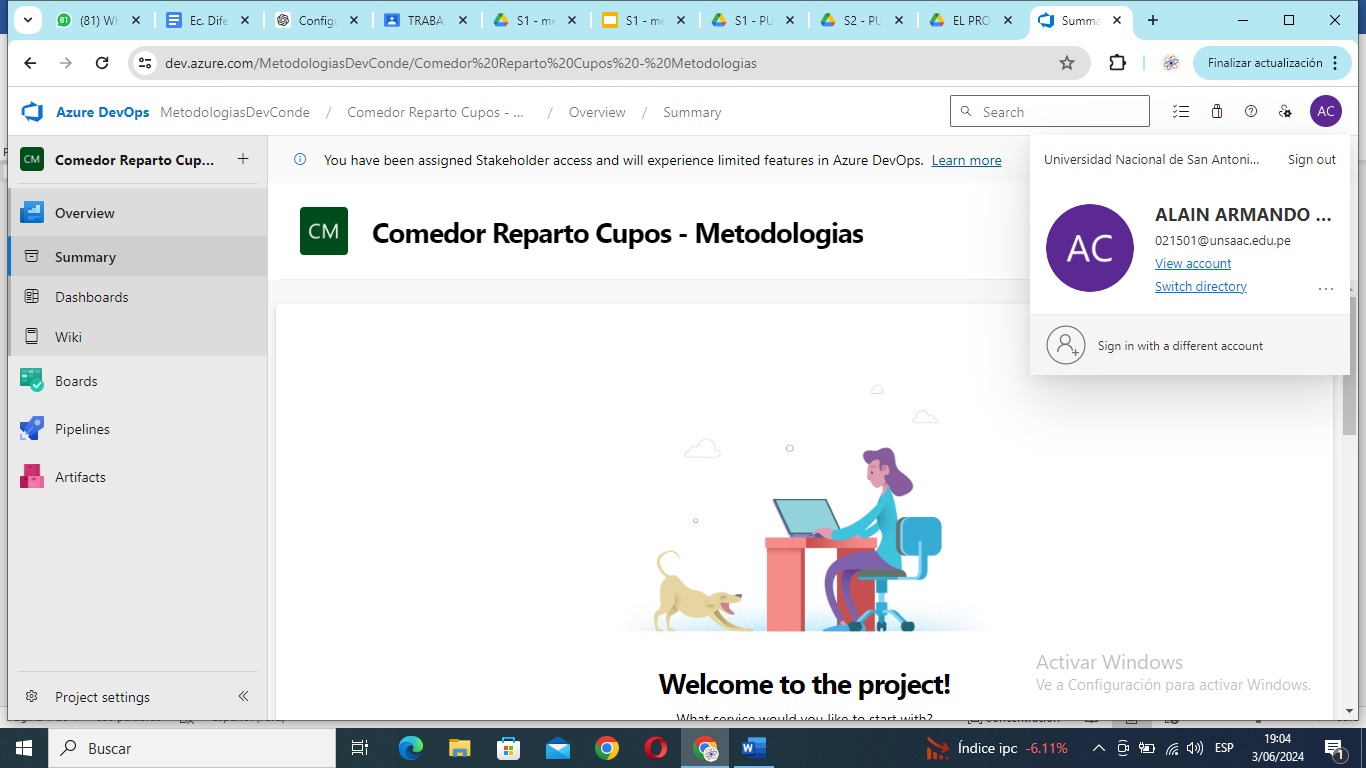 (81) Wh
Ec. Dife
Configu
TRABA
S1 - me
S1 - me
S1 - PU
S2 - PU
EL PRO
Summa
dev.azure.com/MetodologiasDevConde/Comedor%20Reparto%20Cupos%20-%20Metodologias
Finalizar actualización
Azure DevOps MetodologiasDevConde / Comedor Reparto Cupos - ... / Overview / Summary
Search
AC
CM Comedor Reparto Cup...
You have been assigned Stakeholder access and will experience limited features in Azure DevOps. Learn more
Universidad Nacional de San Antoni... Sign out
Overview
Summary
Dashboards
Wiki
Boards
Pipelines
Artifacts
Project settings
CM Comedor Reparto Cupos - Metodologias
AC
ALAIN ARMANDO ...
021501@unsaac.edu.pe
View account
Switch directory
Sign in with a different account
Welcome to the project!
What service would you like to start with?
Activar Windows
Ve a Configuración para activar Windows.
Buscar
Índice ipc -6.11%
ESP
19:04
3/06/2024
1